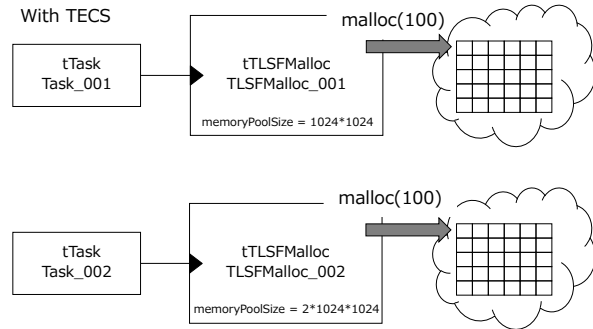 With TECS
malloc(100)
tTask
Task_001
tTLSFMalloc
TLSFMalloc_001
memoryPoolSize = 1024*1024
malloc(100)
tTask
Task_002
tTLSFMalloc
TLSFMalloc_002
memoryPoolSize = 2*1024*1024